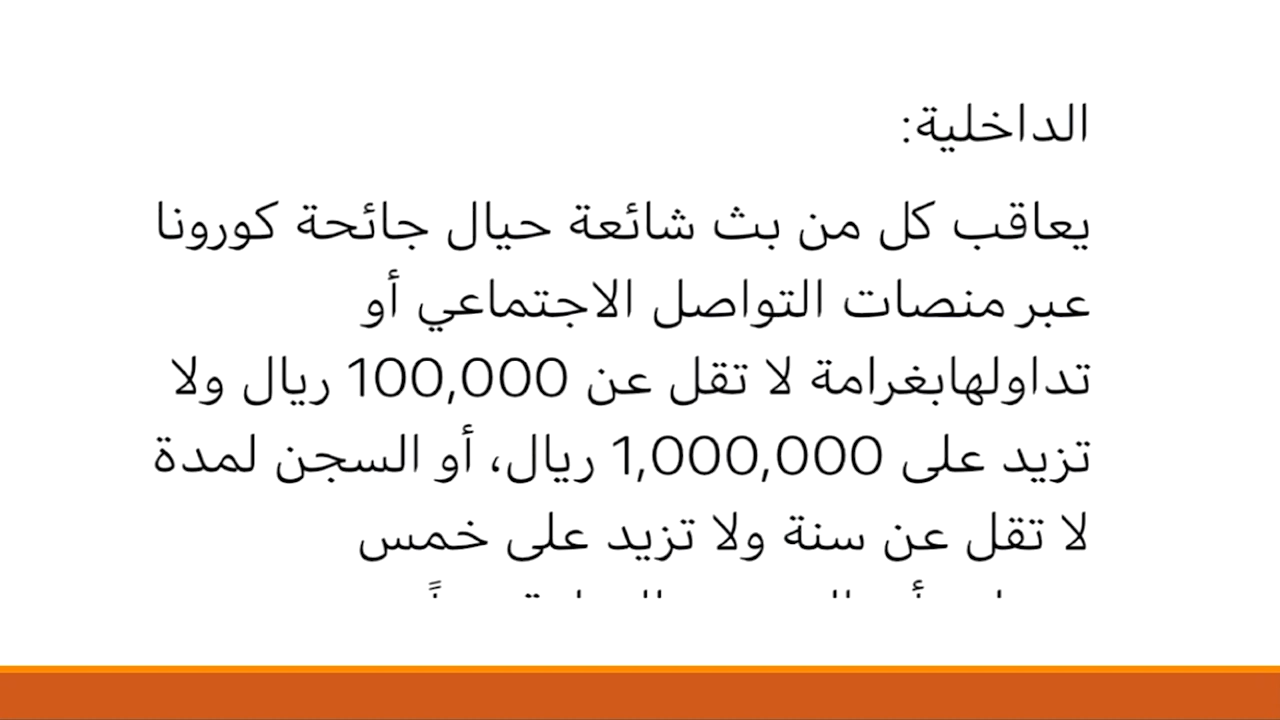 الداخلية:
يعاقب كل من بث شائعة حيال جائحة كورونا
عبر منصات التواصل الاجتماعي أو
تداولهابغرامة لا تقل عن 100,000 ريال ولا
تزيد على 1,000,000 ريال، أو السجن لمدة
لا تقل عن سنة ولا تزيد على خمس